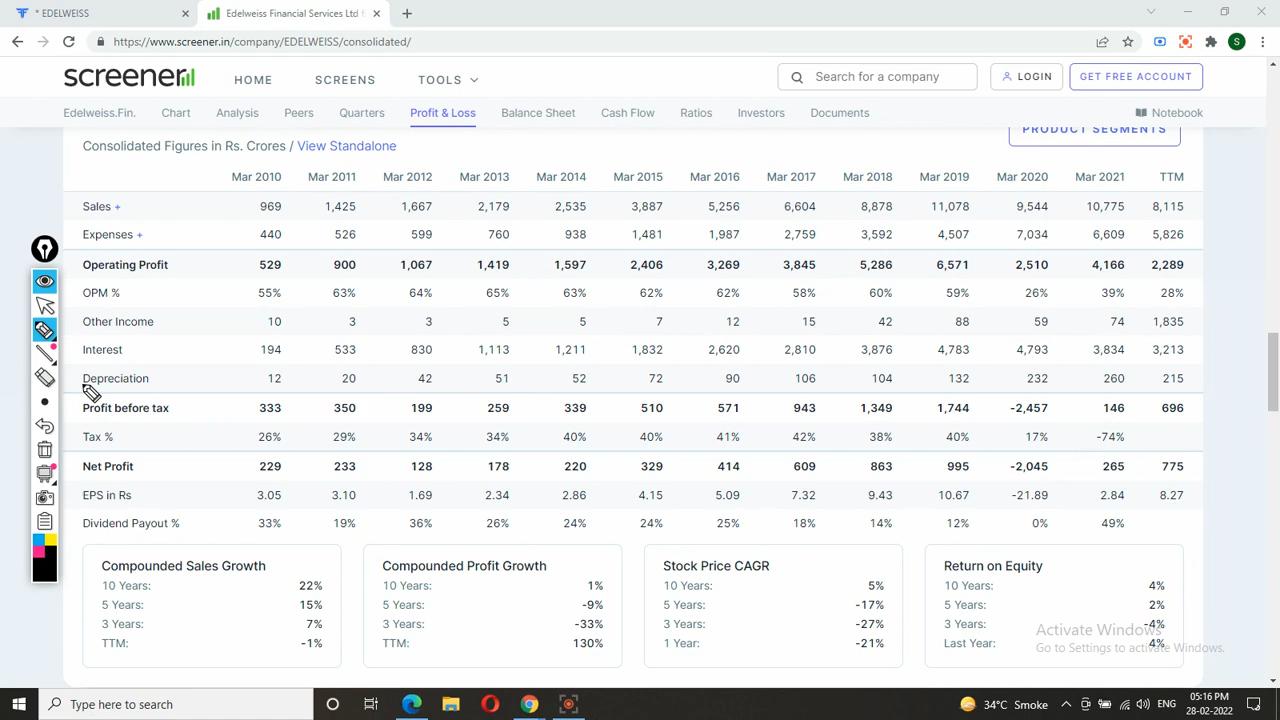 * EDELWEISS
Edelweiss Financial Services Ltd
https://www.screener.in/company/EDELWEISS/consolidated/
S
screener
HOME SCREENS TOOLS
Search for a company
LOGIN
GET FREE ACCOUNT
Edelweiss.Fin. Chart Analysis Peers Quarters Profit & Loss Balance Sheet Cash Flow Ratios Investors Documents Notebook
PRODUCT SEGMENTS
Consolidated Figures in Rs. Crores / View Standalone
Mar 2010 Mar 2011 Mar 2012 Mar 2013 Mar 2014 Mar 2015 Mar 2016 Mar 2017 Mar 2018 Mar 2019 Mar 2020 Mar 2021 TTM
Sales + 969 1,425 1,667 2,179 2,535 3,887 5,256 6,604 8,878 11,078 9,544 10,775 8,115
Expenses + 440 526 599 760 938 1,481 1,987 2,759 3,592 4,507 7,034 6,609 5,826
Operating Profit 529 900 1,067 1,419 1,597 2,406 3,269 3,845 5,286 6,571 2,510 4,166 2,289
OPM % 55% 63% 64% 65% 63% 62% 62% 58% 60% 59% 26% 39% 28%
Other Income 10 3 3 5 5 7 12 15 42 88 59 74 1,835
Interest 194 533 830 1,113 1,211 1,832 2,620 2,810 3,876 4,783 4,793 3,834 3,213
Depreciation 12 20 42 51 52 72 90 106 104 132 232 260 215
Profit before tax 333 350 199 259 339 510 571 943 1,349 1,744 -2,457 146 696
Tax % 26% 29% 34% 34% 40% 40% 41% 42% 38% 40% 17% -74%
Net Profit 229 233 128 178 220 329 414 609 863 995 -2,045 265 775
EPS in Rs 3.05 3.10 1.69 2.34 2.86 4.15 5.09 7.32 9.43 10.67 -21.89 2.84 8.27
Dividend Payout % 33% 19% 36% 26% 24% 24% 25% 18% 14% 12% 0% 49%
Compounded Sales Growth
10 Years: 22%
5 Years: 15%
3 Years: 7%
TTM: -1%
Compounded Profit Growth
10 Years: 1%
5 Years: -9%
3 Years: -33%
TTM: 130%
Stock Price CAGR
10 Years: 5%
5 Years: -17%
3 Years: -27%
1 Year: -21%
Return on Equity
10 Years: 4%
5 Years: 2%
3 Years: -4%
Last Year: 4%
Activate Windows
Go to Settings to activate Windows.
Type here to search
34°C Smoke
ENG
05:16 PM
28-02-2022